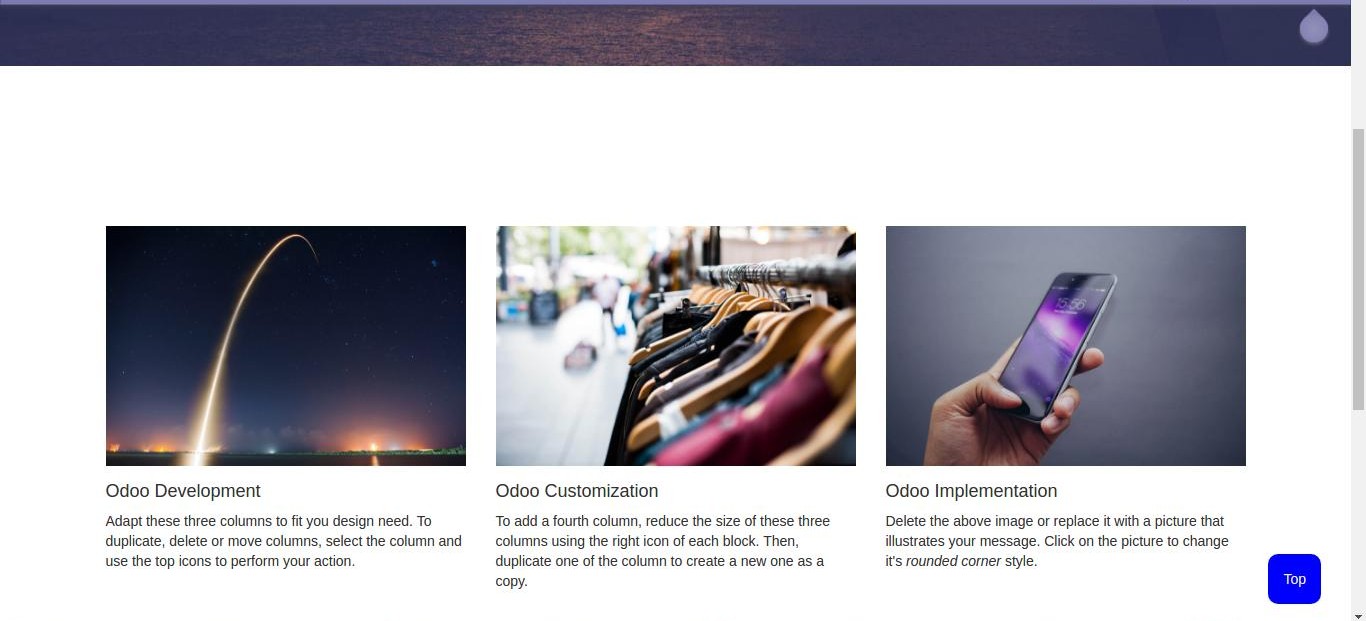 15:56
Odoo Development
Odoo Customization
Odoo Implementation
Adapt these three columns to fit you design need. To
duplicate, delete or move columns, select the column and
use the top icons to perform your action.
To add a fourth column, reduce the size of these three
columns using the right icon of each block. Then,
duplicate one of the column to create a new one as a
copy.
Delete the above image or replace it with a picture that
illustrates your message. Click on the picture to change
it's rounded corner style.
Top